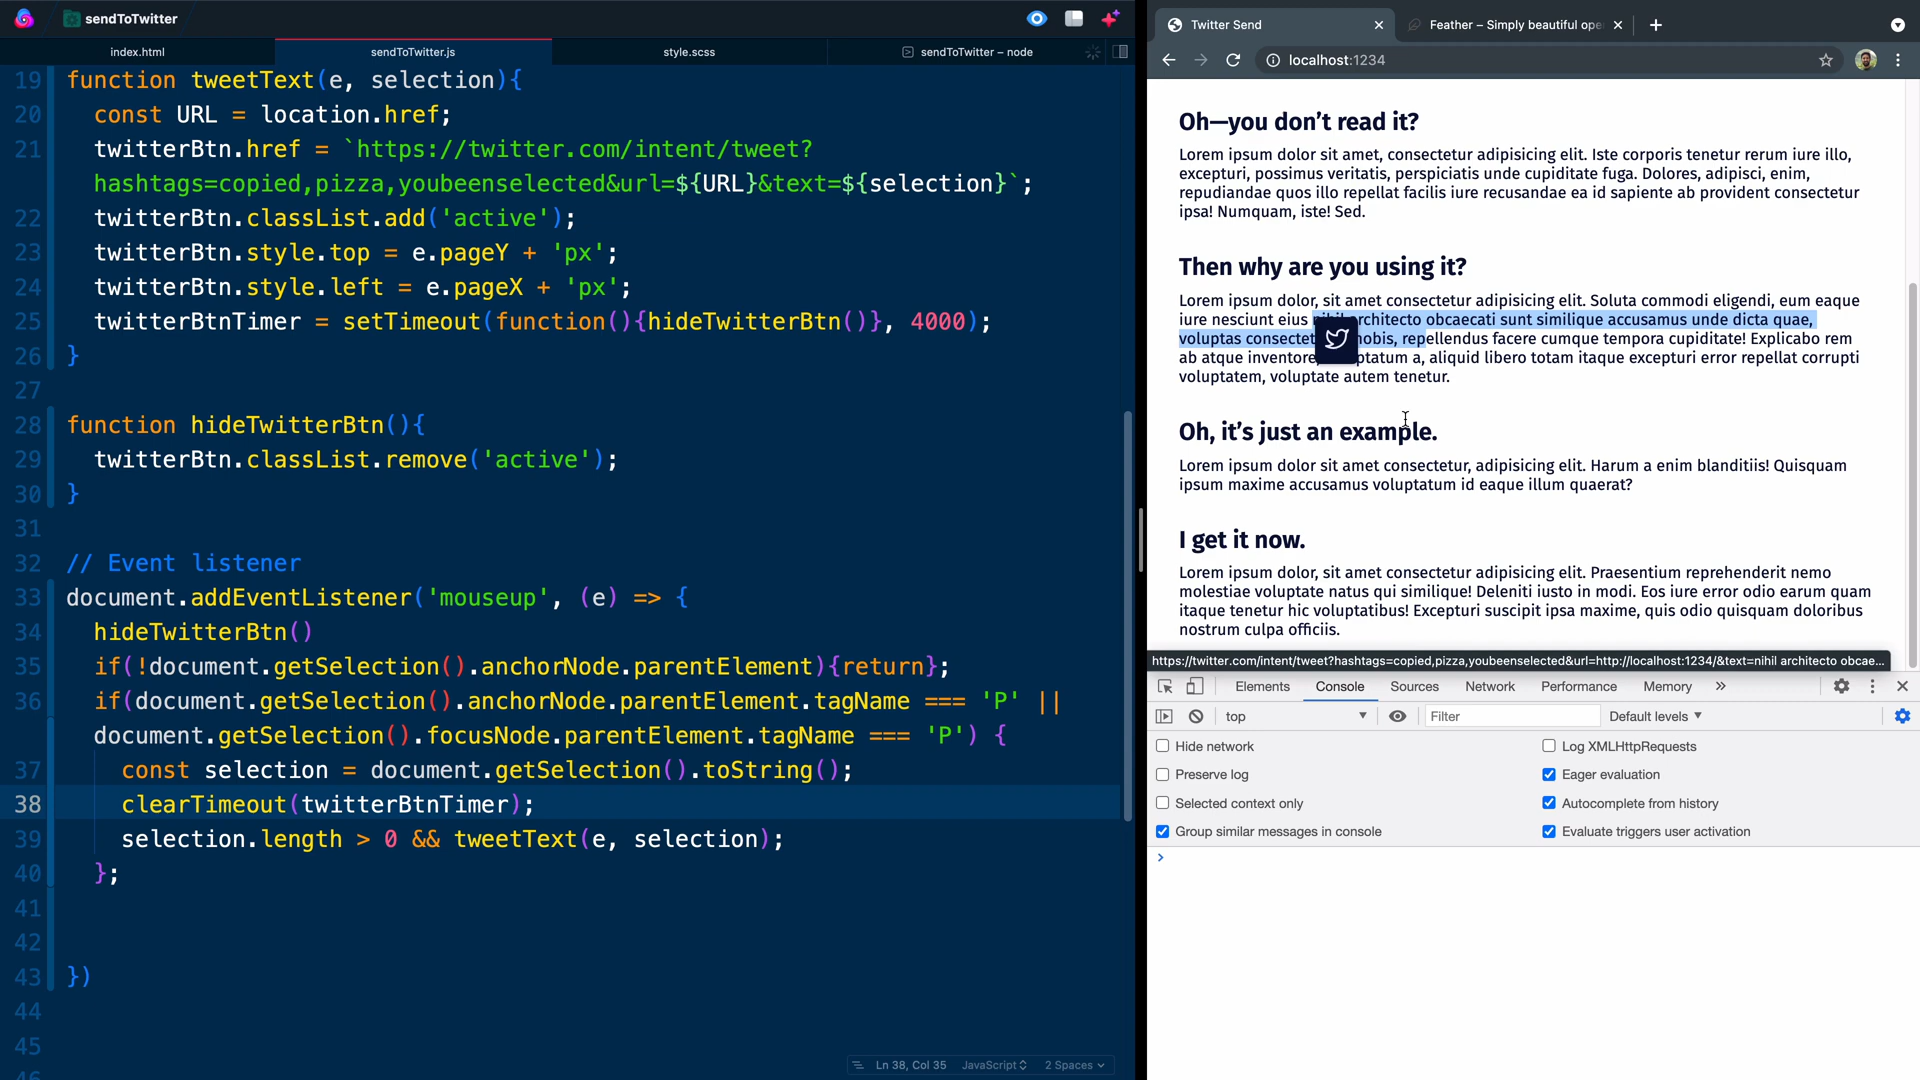 sendToTwitter
index.html
sendToTwitter.js
style.scss
sendToTwitter – node
19 function tweetText(e, selection){
20 const URL = location.href;
21 twitterBtn.href = `https://twitter.com/intent/tweet?
hashtags=copied,pizza,youbeenselected&url=${URL}&text=${selection}`;
22 twitterBtn.classList.add('active');
23 twitterBtn.style.top = e.pageY + 'px';
24 twitterBtn.style.left = e.pageX + 'px';
25 twitterBtnTimer = setTimeout(function(){hideTwitterBtn()}, 4000);
26 }
27
28 function hideTwitterBtn(){
29 twitterBtn.classList.remove('active');
30 }
31
32 // Event listener
33 document.addEventListener('mouseup', (e) => {
34 hideTwitterBtn()
35 if(!document.getSelection().anchorNode.parentElement){return};
36 if(document.getSelection().anchorNode.parentElement.tagName === 'P' ||
document.getSelection().focusNode.parentElement.tagName === 'P') {
37 const selection = document.getSelection().toString();
38 clearTimeout(twitterBtnTimer);
39 selection.length > 0 && tweetText(e, selection);
40 };
41
42
43 })
44
45
46
Ln 38, Col 35 JavaScript 2 Spaces
Twitter Send
Feather – Simply beautiful ope
localhost:1234
Oh—you don’t read it?
Lorem ipsum dolor sit amet, consectetur adipisicing elit. Iste corporis tenetur rerum iure illo,
excepturi, possimus veritatis, perspiciatis unde cupiditate fuga. Dolores, adipisci, enim,
repudiandae quos illo repellat facilis iure recusandae ea id sapiente ab provident consectetur
ipsa! Numquam, iste! Sed.
Then why are you using it?
Lorem ipsum dolor, sit amet consectetur adipisicing elit. Soluta commodi eligendi, eum eaque
iure nesciunt eius nihil architecto obcaecati sunt similique accusamus unde dicta quae,
voluptas consectet nobis, repellendus facere cumque tempora cupiditate! Explicabo rem
ab atque inventore ptatum a, aliquid libero totam itaque excepturi error repellat corrupti
voluptatem, voluptate autem tenetur.
Oh, it’s just an example.
Lorem ipsum dolor sit amet consectetur, adipisicing elit. Harum a enim blanditiis! Quisquam
ipsum maxime accusamus voluptatum id eaque illum quaerat?
I get it now.
Lorem ipsum dolor, sit amet consectetur adipisicing elit. Praesentium reprehenderit nemo
molestiae voluptate natus qui similique! Deleniti iusto in modi. Eos iure error odio earum quam
itaque tenetur hic voluptatibus! Excepturi suscipit ipsa maxime, quis odio quisquam doloribus
nostrum culpa officiis.
https://twitter.com/intent/tweet?hashtags=copied,pizza,youbeenselected&url=http://localhost:1234/&text=nihil architecto obcae...
Elements Console Sources Network Performance Memory »
top Filter Default levels
Hide network Log XMLHttpRequests
Preserve log Eager evaluation
Selected context only Autocomplete from history
Group similar messages in console Evaluate triggers user activation
>